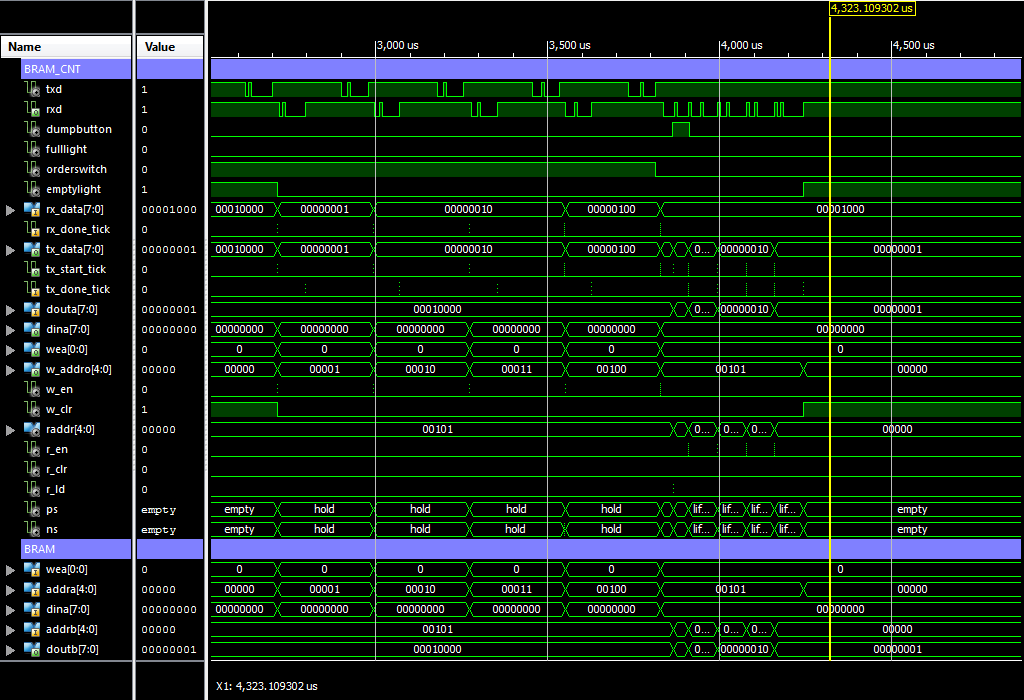 4,323.109302 us
Name Value 3,000 us 3,500 us 4,000 us 4,500 us
BRAM_CNT
txd 1
rxd 1
dumpbutton 0
fulllight 0
orderswitch 0
emptylight 1
rx_data[7:0] 00001000 00010000 00000001 00000010 00000100 00001000
rx_done_tick 0
tx_data[7:0] 00000001 00010000 00000001 00000010 00000100 0... 00000010 00000001
tx_start_tick 0
tx_done_tick 0
douta[7:0] 00000001 00010000 0... 00000010 00000001
dina[7:0] 00000000 00000000 00000000 00000000 00000000 00000000 00000000
wea[0:0] 0 0 0 0 0 0 0
w_addro[4:0] 00000 00000 00001 00010 00011 00100 00101 00000
w_en 0
w_clr 1
raddr[4:0] 00000 00101 0... 0... 0... 00000
r_en 0
r_clr 0
r_ld 0
ps empty empty hold hold hold hold lif... lif... lif... lif... empty
ns empty empty hold hold hold hold lif... lif... lif... lif... empty
BRAM
wea[0:0] 0 0 0 0 0 0 0
addra[4:0] 00000 00000 00001 00010 00011 00100 00101 00000
dina[7:0] 00000000 00000000 00000000 00000000 00000000 00000000 00000000
addrb[4:0] 00000 00101 0... 0... 0... 00000
doutb[7:0] 00000001 00010000 0... 00000010 00000001
X1: 4,323.109302 us